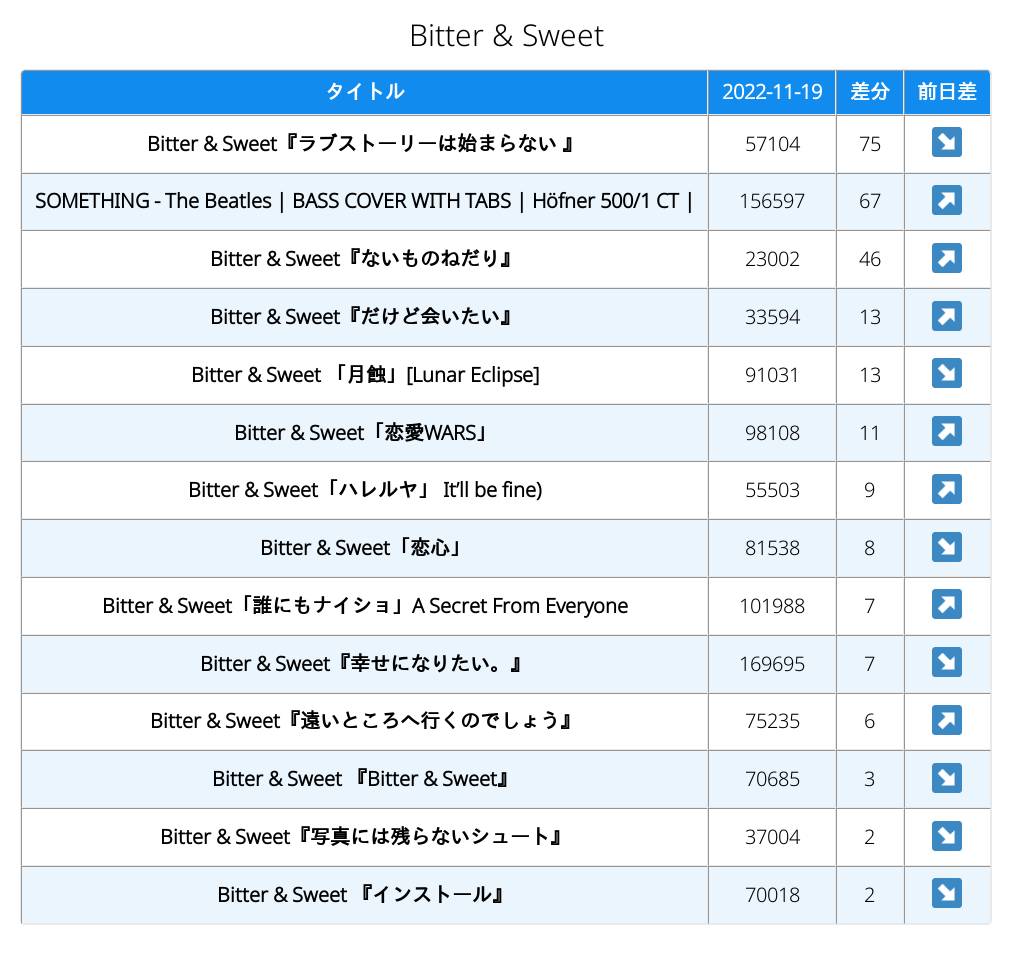 Bitter & Sweet
タイトル 2022-11-19 差分 前日差
Bitter & Sweet『ラブストーリーは始まらない 』 57104 75 ↘
SOMETHING - The Beatles | BASS COVER WITH TABS | Höfner 500/1 CT | 156597 67 ↗
Bitter & Sweet『ないものねだり』 23002 46 ↗
Bitter & Sweet『だけど会いたい』 33594 13 ↗
Bitter & Sweet 「月蝕」[Lunar Eclipse] 91031 13 ↘
Bitter & Sweet「恋愛WARS」 98108 11 ↗
Bitter & Sweet「ハレルヤ」 It’ll be fine) 55503 9 ↗
Bitter & Sweet「恋心」 81538 8 ↘
Bitter & Sweet「誰にもナイショ」A Secret From Everyone 101988 7 ↗
Bitter & Sweet『幸せになりたい。』 169695 7 ↘
Bitter & Sweet『遠いところへ行くのでしょう』 75235 6 ↗
Bitter & Sweet 『Bitter & Sweet』 70685 3 ↘
Bitter & Sweet『写真には残らないシュート』 37004 2 ↘
Bitter & Sweet 『インストール』 70018 2 ↘